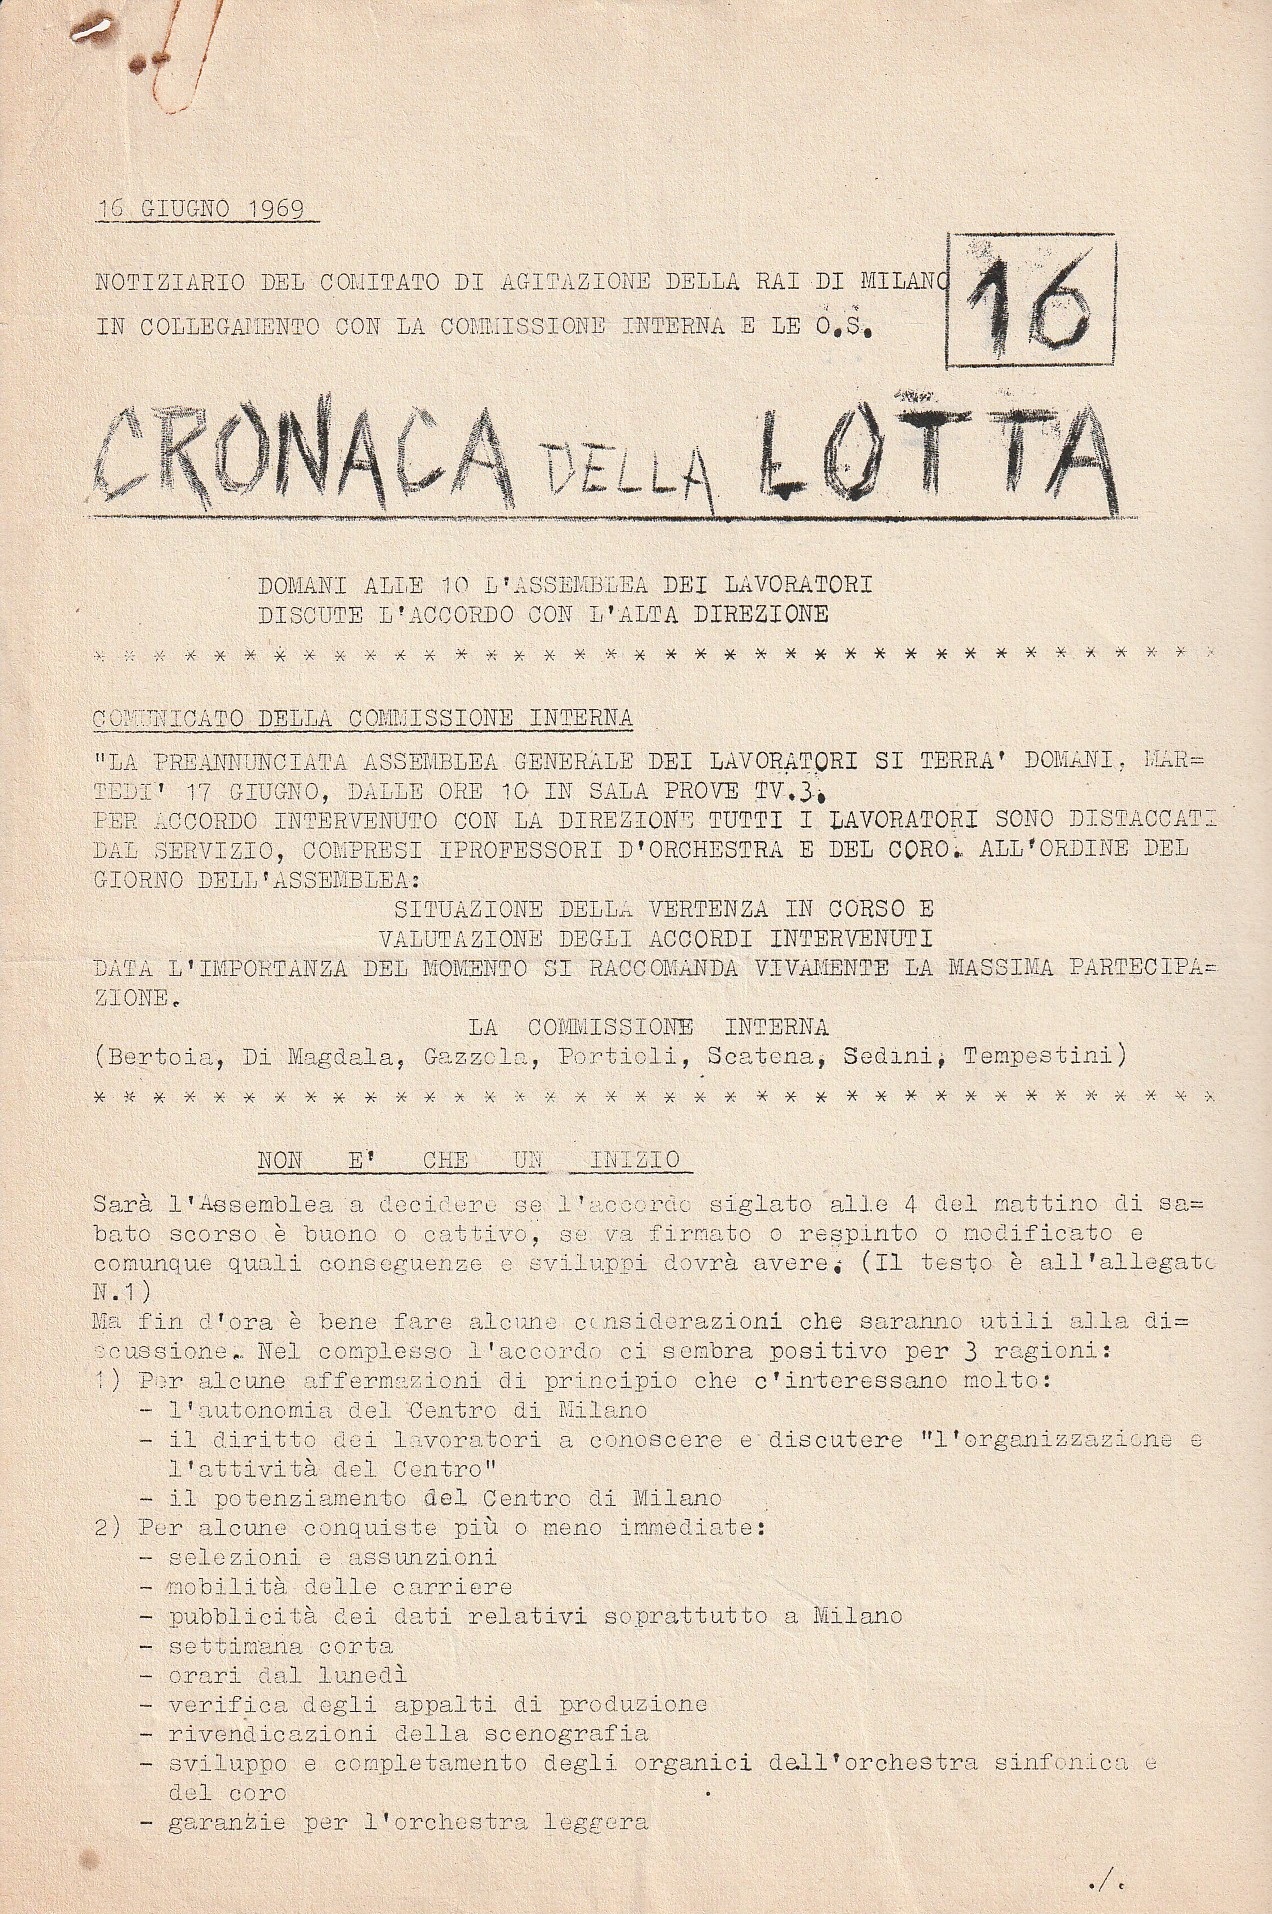 16 GIUGNO 1969
NOTIZIARIO DEL COMITATO DI AGITAZIONE DELLA RAI DI MILANO
IN COLLEGAMENTO CON LA COMMISSIONE INTERNA E LE O.S.
16
CRONACA DELLA LOTTA
DOMANI ALLE 10 L'ASSEMBLEA DEI LAVORATORI
DISCUTE L'ACCORDO CON L'ALTA DIREZIONE
* * * * * * * * * * * * * * * * * * * * * * * * * * * * * * * * * * * * * *
COMUNICATO DELLA COMMISSIONE INTERNA
"LA PREANNUNCIATA ASSEMBLEA GENERALE DEI LAVORATORI SI TERRA' DOMANI, MAR=
TEDI' 17 GIUGNO, DALLE ORE 10 IN SALA PROVE TV.3.
PER ACCORDO INTERVENUTO CON LA DIREZIONE TUTTI I LAVORATORI SONO DISTACCATI
DAL SERVIZIO, COMPRESI IPROFESSORI D'ORCHESTRA E DEL CORO. ALL'ORDINE DEL
GIORNO DELL'ASSEMBLEA:
SITUAZIONE DELLA VERTENZA IN CORSO E
VALUTAZIONE DEGLI ACCORDI INTERVENUTI
DATA L'IMPORTANZA DEL MOMENTO SI RACCOMANDA VIVAMENTE LA MASSIMA PARTECIPA=
ZIONE.
LA COMMISSIONE INTERNA
(Bertoia, Di Magdala, Gazzola, Portioli, Scatena, Sedini, Tempestini)
* * * * * * * * * * * * * * * * * * * * * * * * * * * * * * * * * * * * * *
NON E' CHE UN INIZIO
Sarà l'Assemblea a decidere se l'accordo siglato alle 4 del mattino di sa=
bato scorso è buono o cattivo, se va firmato o respinto o modificato e
comunque quali conseguenze e sviluppi dovrà avere. (Il testo è all'allegato
N.1)
Ma fin d'ora è bene fare alcune considerazioni che saranno utili alla di=
scussione. Nel complesso l'accordo ci sembra positivo per 3 ragioni:
1) Per alcune affermazioni di principio che c'interessano molto:
- l'autonomia del Centro di Milano
- il diritto dei lavoratori a conoscere e discutere "l'organizzazione e
l'attività del Centro"
- il potenziamento del Centro di Milano
2) Per alcune conquiste più o meno immediate:
- selezioni e assunzioni
- mobilità delle carriere
- pubblicità dei dati relativi soprattutto a Milano
- settimana corta
- orari dal lunedì
- verifica degli appalti di produzione
- rivendicazioni della scenografia
- sviluppo e completamento degli organici dell'orchestra sinfonica e
del coro
- garanzie per l'orchestra leggera
./.